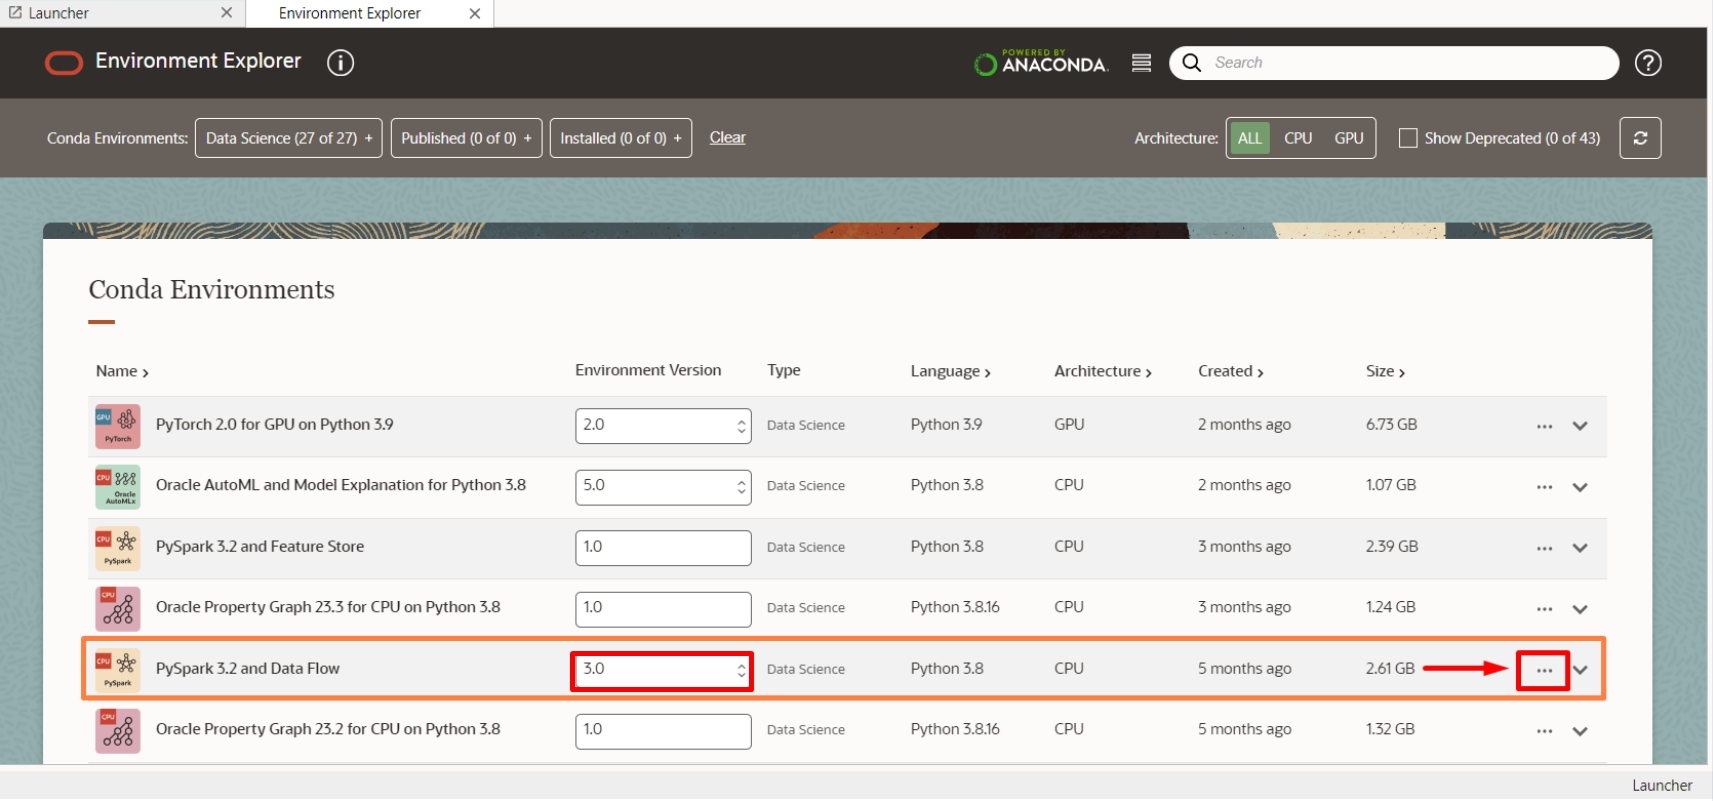 Launcher
Environment Explorer
Environment Explorer
POWERED BY
ANACONDA.
Search
Conda Environments: Data Science (27 of 27) + Published (0 of 0) + Installed (0 of 0) + Clear
Architecture: ALL CPU GPU Show Deprecated (0 of 43)
Conda Environments
Name Environment Version Type Language Architecture Created Size
GPU PyTorch PyTorch 2.0 for GPU on Python 3.9 2.0 Data Science Python 3.9 GPU 2 months ago 6.73 GB
CPU Oracle AutoMLx Oracle AutoML and Model Explanation for Python 3.8 5.0 Data Science Python 3.8 CPU 2 months ago 1.07 GB
CPU PySpark PySpark 3.2 and Feature Store 1.0 Data Science Python 3.8 CPU 3 months ago 2.39 GB
CPU Oracle Property Graph 23.3 for CPU on Python 3.8 1.0 Data Science Python 3.8.16 CPU 3 months ago 1.24 GB
CPU PySpark PySpark 3.2 and Data Flow 3.0 Data Science Python 3.8 CPU 5 months ago 2.61 GB
CPU Oracle Property Graph 23.2 for CPU on Python 3.8 1.0 Data Science Python 3.8.16 CPU 5 months ago 1.32 GB
Launcher